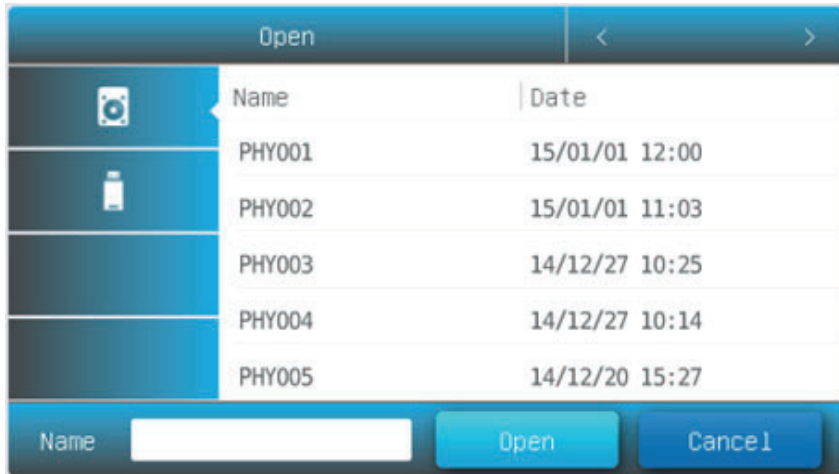 Open < >
Name Date
PHY001 15/01/01 12:00
PHY002 15/01/01 11:03
PHY003 14/12/27 10:25
PHY004 14/12/27 10:14
PHY005 14/12/20 15:27
Name Open Cancel